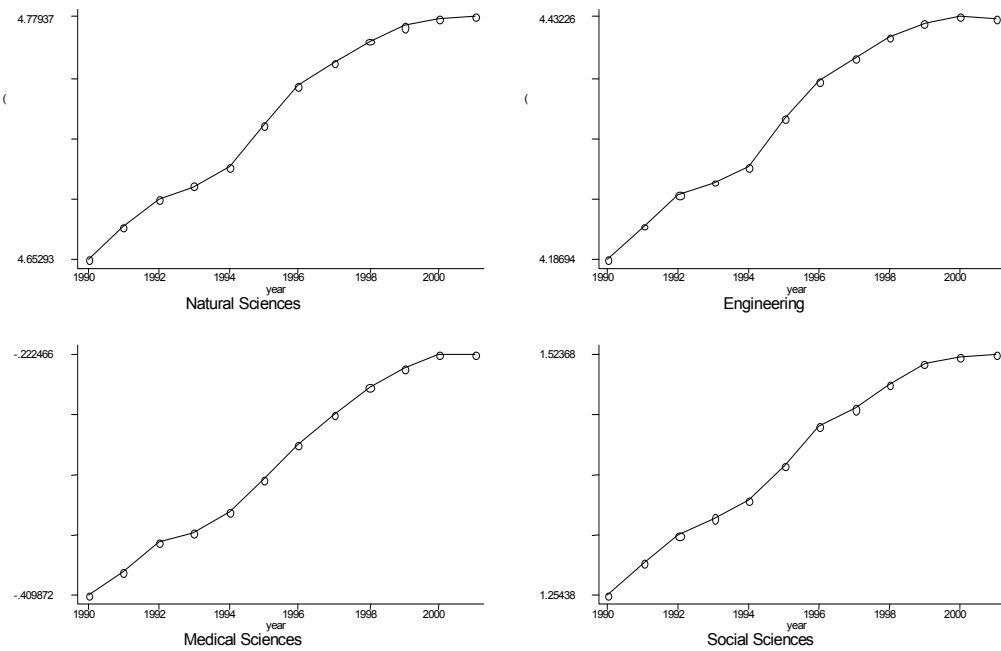 4.77937
(
4.65293
1990 1992 1994 1996 1998 2000
year
Natural Sciences
4.43226
(
4.18694
1990 1992 1994 1996 1998 2000
year
Engineering
-.222466
-.409872
1990 1992 1994 1996 1998 2000
year
Medical Sciences
1.52368
1.25438
1990 1992 1994 1996 1998 2000
year
Social Sciences